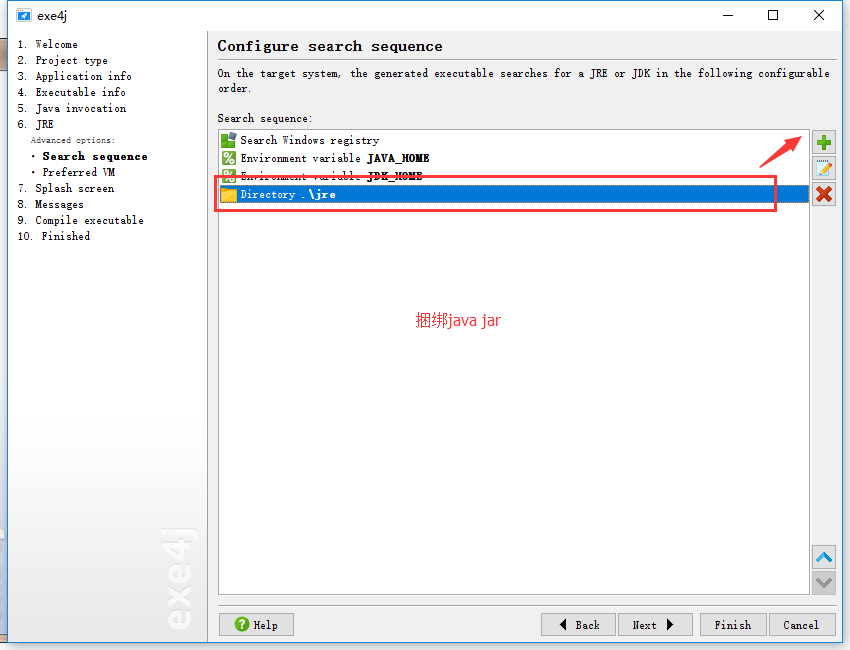 exe4j
1. Welcome
2. Project type
3. Application info
4. Executable info
5. Java invocation
6. JRE
Advanced options:
· Search sequence
· Preferred VM
7. Splash screen
8. Messages
9. Compile executable
10. Finished
exe4j
Configure search sequence
On the target system, the generated executable searches for a JRE or JDK in the following configurable
order.
Search sequence:
Search Windows registry
Environment variable JAVA_HOME
Environment variable JDK_HOME
Directory .\jre
捆绑java jar
Help
Back
Next
Finish
Cancel